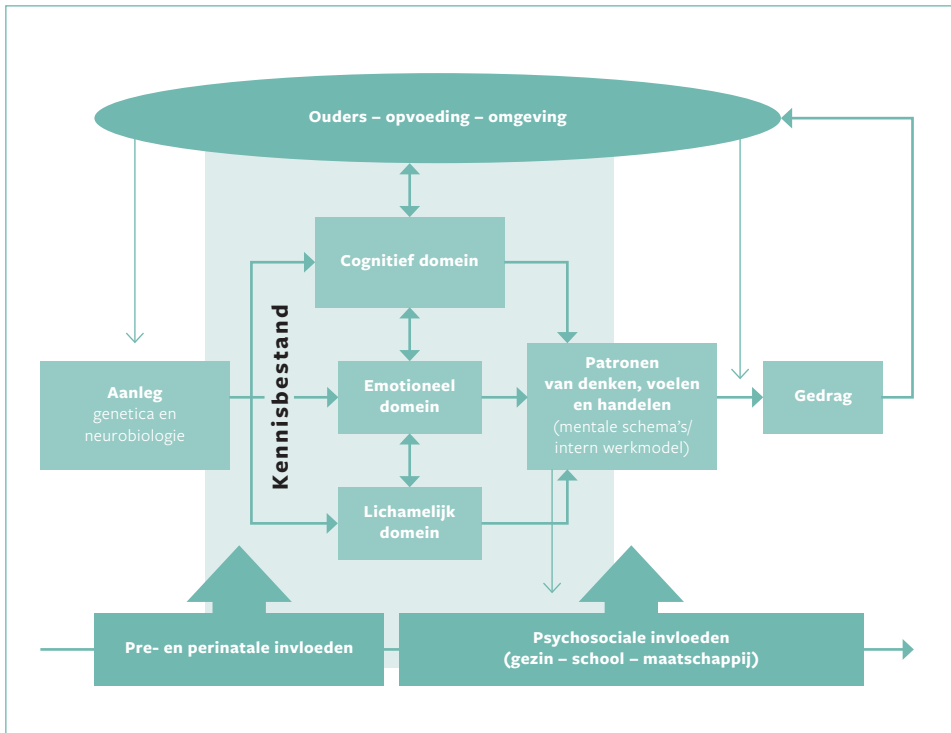 Ouders – opvoeding – omgeving
Cognitief domein
Kennisbestand
Aanleg
genetica en
neurobiologie
Emotioneel
domein
Patronen
van denken, voelen
en handelen
(mentale schema's/
intern werkmodel)
Gedrag
Lichamelijk
domein
Pre- en perinatale invloeden
Psychosociale invloeden
(gezin – school – maatschappij)